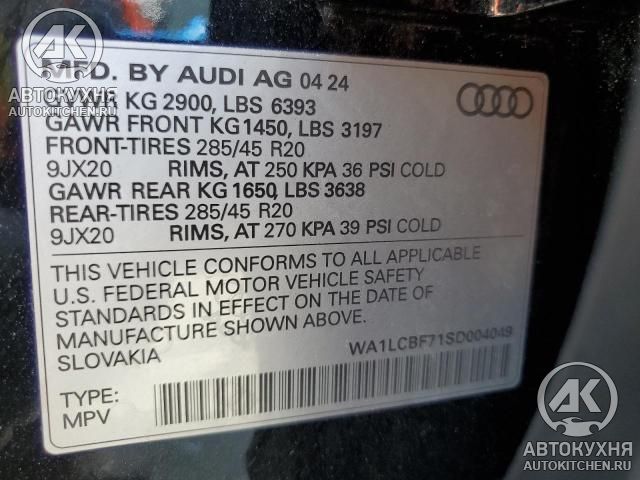 MFD. BY AUDI AG 04 24
GVWR KG 2900, LBS 6393
GAWR FRONT KG1450, LBS 3197
FRONT-TIRES 285/45 R20
9JX20 RIMS, AT 250 KPA 36 PSI COLD
GAWR REAR KG 1650, LBS 3638
REAR-TIRES 285/45 R20
9JX20 RIMS, AT 270 KPA 39 PSI COLD
THIS VEHICLE CONFORMS TO ALL APPLICABLE
U.S. FEDERAL MOTOR VEHICLE SAFETY
STANDARDS IN EFFECT ON THE DATE OF
MANUFACTURE SHOWN ABOVE.
SLOVAKIA
WA1LCBF71SD004049
TYPE:
MPV
АК
АВТОКУХНЯ
AUTOKITCHEN.RU
АК
АВТОКУХНЯ
AUTOKITCHEN.RU